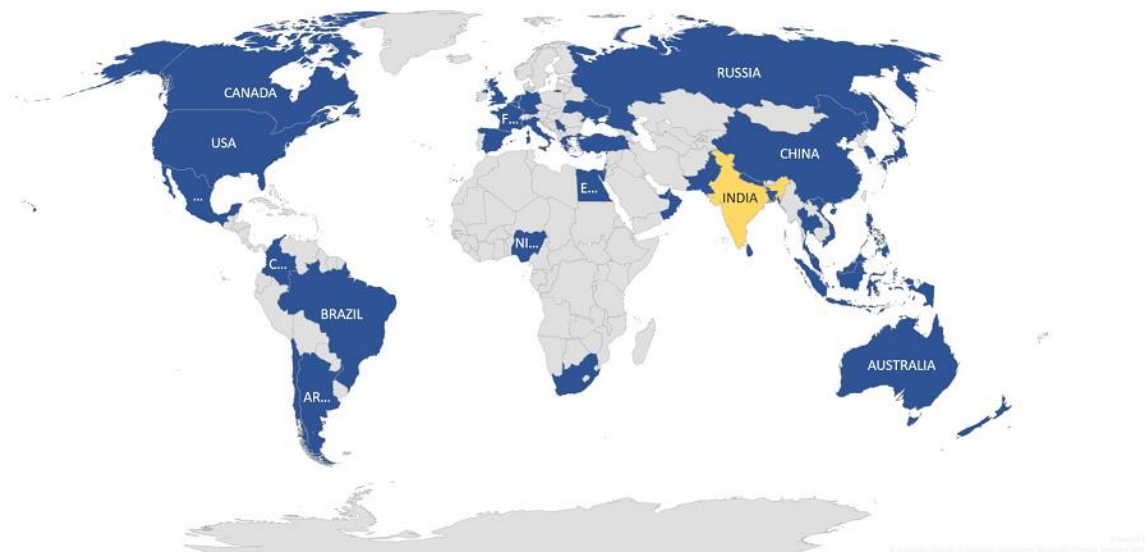 RUSSIA
CANADA
F...
USA
CHINA
...
E...
INDIA
NI...
C...
BRAZIL
AUSTRALIA
AR...